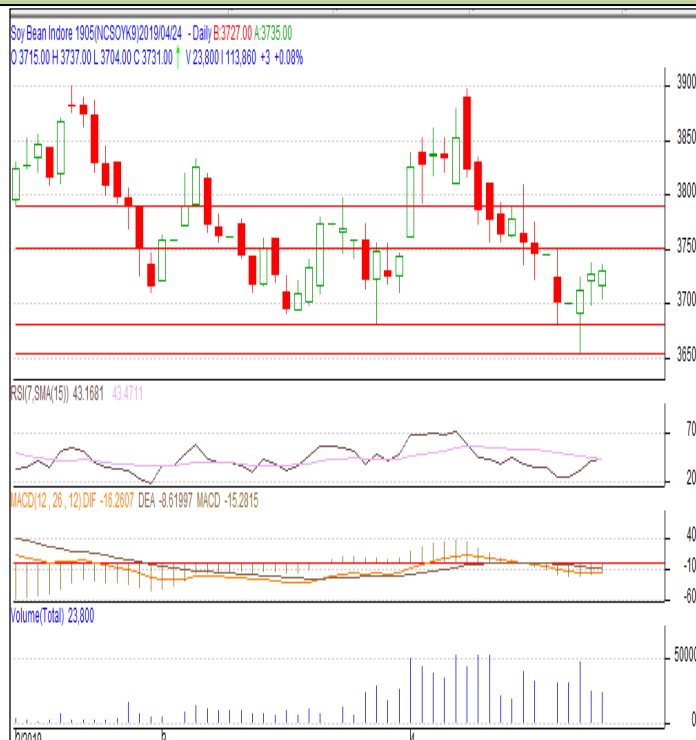 Soy Bean Indore 1905(NCSOYK9)2019/04/24 - Daily B:3727.00 A:3735.00
O 3715.00 H 3737.00 L 3704.00 C 3731.00 V 23,800 I 113,860 +3 +0.08%
3900
3850
3800
3750
3700
3650
RSI(7,SMA(15)) 43.1681 43.4711
70
20
MACD(12 , 26 , 12) DIF -16.2607 DEA -8.61997 MACD -15.2815
40
-10
-60
Volume(Total) 23,800
50000
0